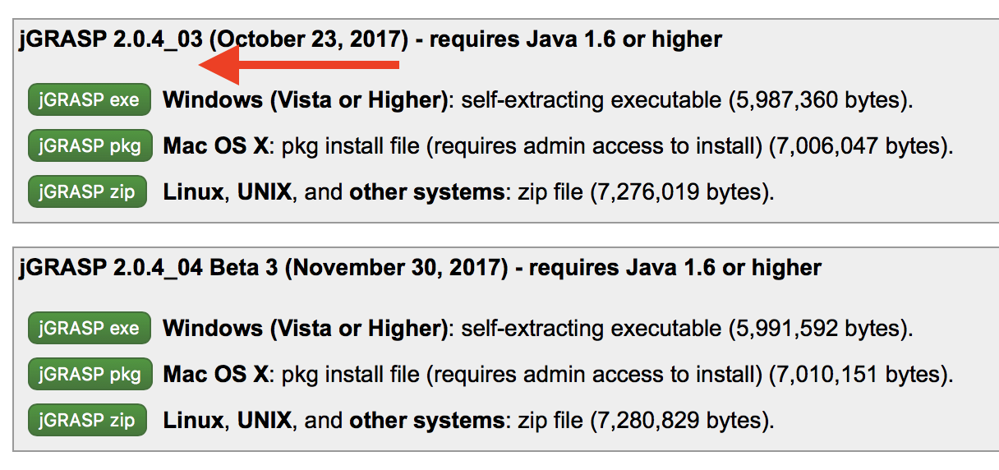 jGRASP 2.0.4_03 (October 23, 2017) - requires Java 1.6 or higher
jGRASP exe Windows (Vista or Higher): self-extracting executable (5,987,360 bytes).
jGRASP pkg Mac OS X: pkg install file (requires admin access to install) (7,006,047 bytes).
jGRASP zip Linux, UNIX, and other systems: zip file (7,276,019 bytes).
jGRASP 2.0.4_04 Beta 3 (November 30, 2017) - requires Java 1.6 or higher
jGRASP exe Windows (Vista or Higher): self-extracting executable (5,991,592 bytes).
jGRASP pkg Mac OS X: pkg install file (requires admin access to install) (7,010,151 bytes).
jGRASP zip Linux, UNIX, and other systems: zip file (7,280,829 bytes).